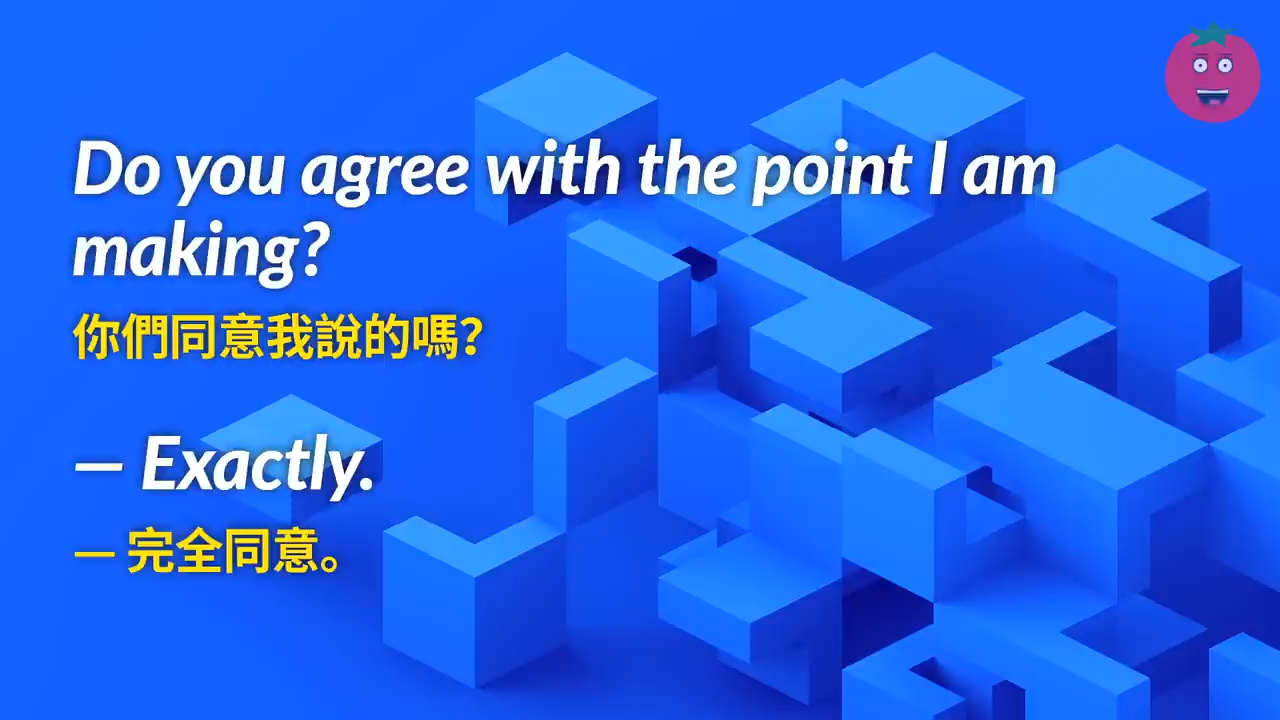 Do you agree with the point I am
making?
你們同意我說的嗎？
— Exactly.
— 完全同意。